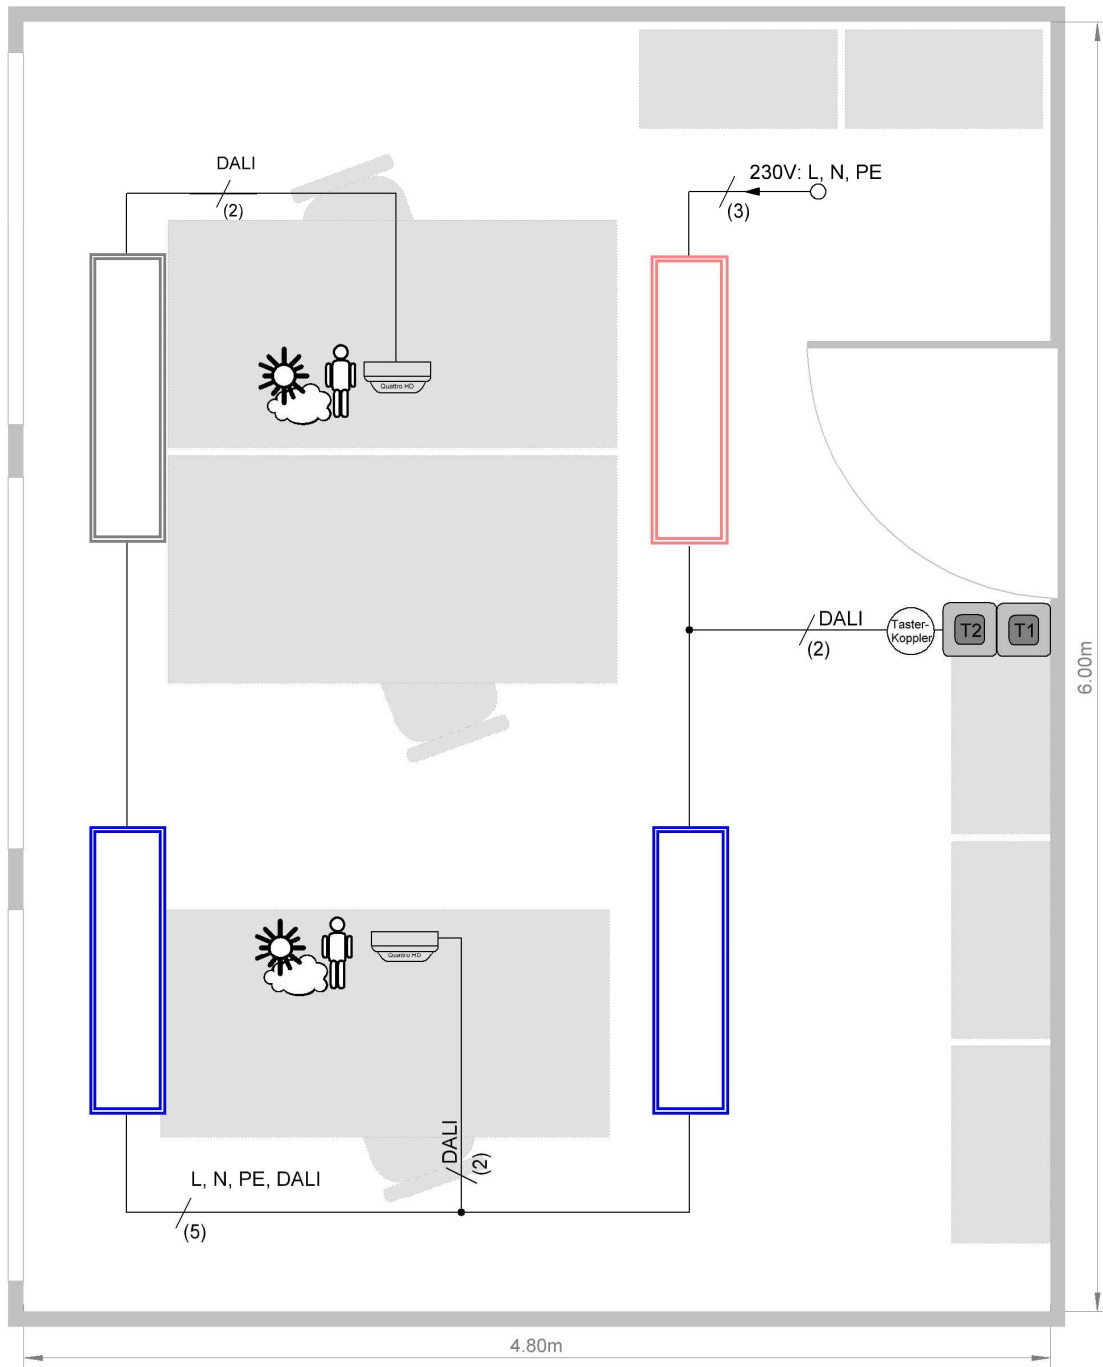 DALI
(2)
230V: L, N, PE
(3)
Quattro HD
DALI
(2)
Taster-
Koppler
T2
T1
6.00m
Quattro HD
DALI
(2)
L, N, PE, DALI
(5)
4.80m